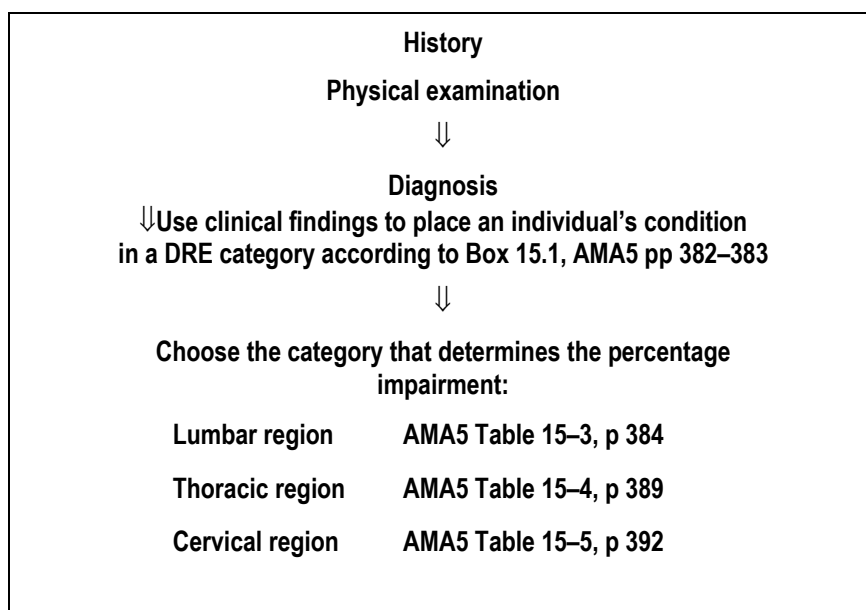 History
Physical examination
⇓
Diagnosis
⇓Use clinical findings to place an individual’s condition
in a DRE category according to Box 15.1, AMA5 pp 382–383
⇓
Choose the category that determines the percentage
impairment:
Lumbar region AMA5 Table 15–3, p 384
Thoracic region AMA5 Table 15–4, p 389
Cervical region AMA5 Table 15–5, p 392